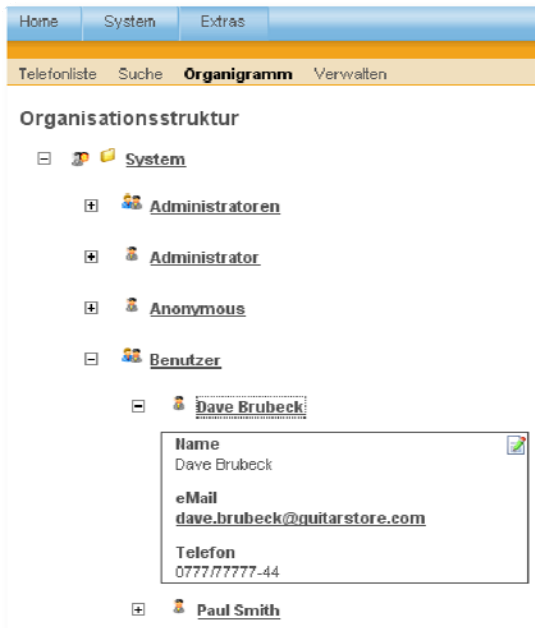 Home System Extras
Telefonliste Suche Organigramm Verwalten
Organisationsstruktur
System
Administratoren
Administrator
Anonymous
Benutzer
Dave Brubeck
Name
Dave Brubeck
eMail
dave.brubeck@guitarstore.com
Telefon
0777/77777-44
Paul Smith